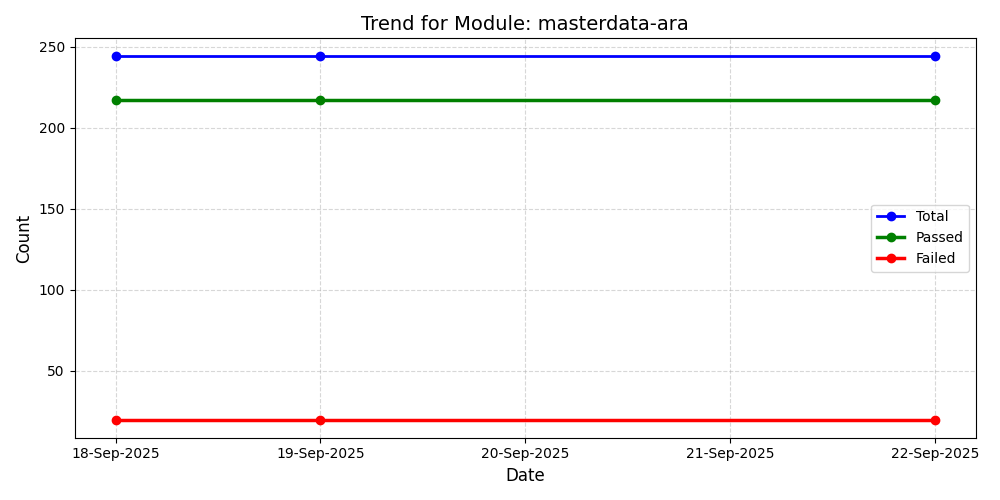 Trend for Module: masterdata-ara
250
200
150
100
50
Count
Total
Passed
Failed
18-Sep-2025
19-Sep-2025
20-Sep-2025
21-Sep-2025
22-Sep-2025
Date